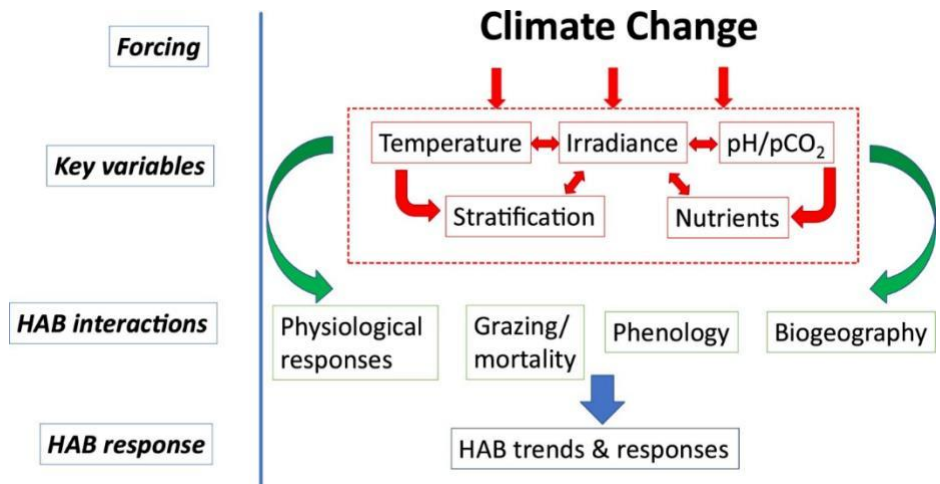 Forcing
Climate Change
Key variables
Temperature
Irradiance
pH/pCO₂
Stratification
Nutrients
HAB interactions
Physiological
responses
Grazing/
mortality
Phenology
Biogeography
HAB response
HAB trends & responses